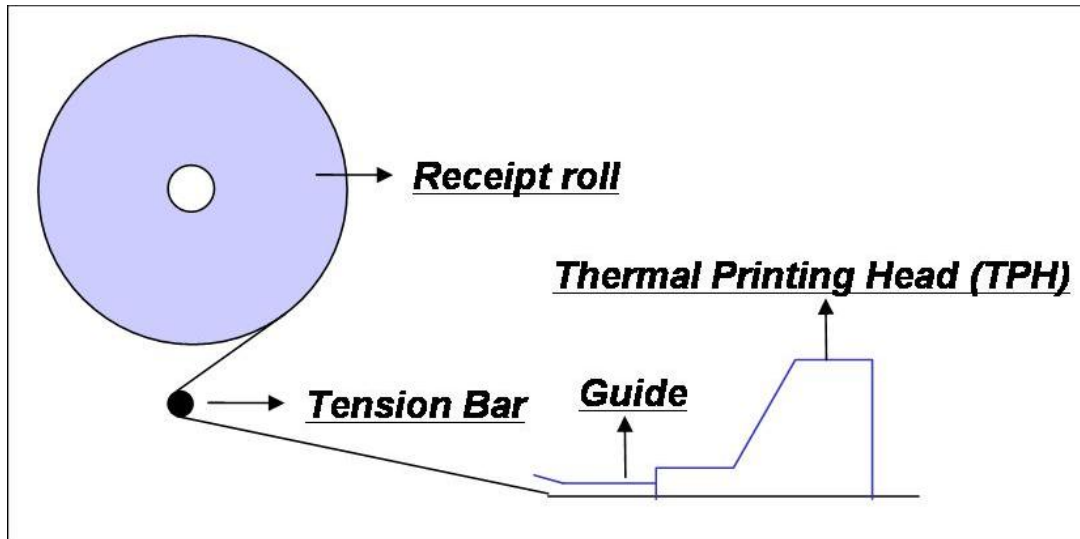 Receipt roll
Thermal Printing Head (TPH)
Tension Bar
Guide